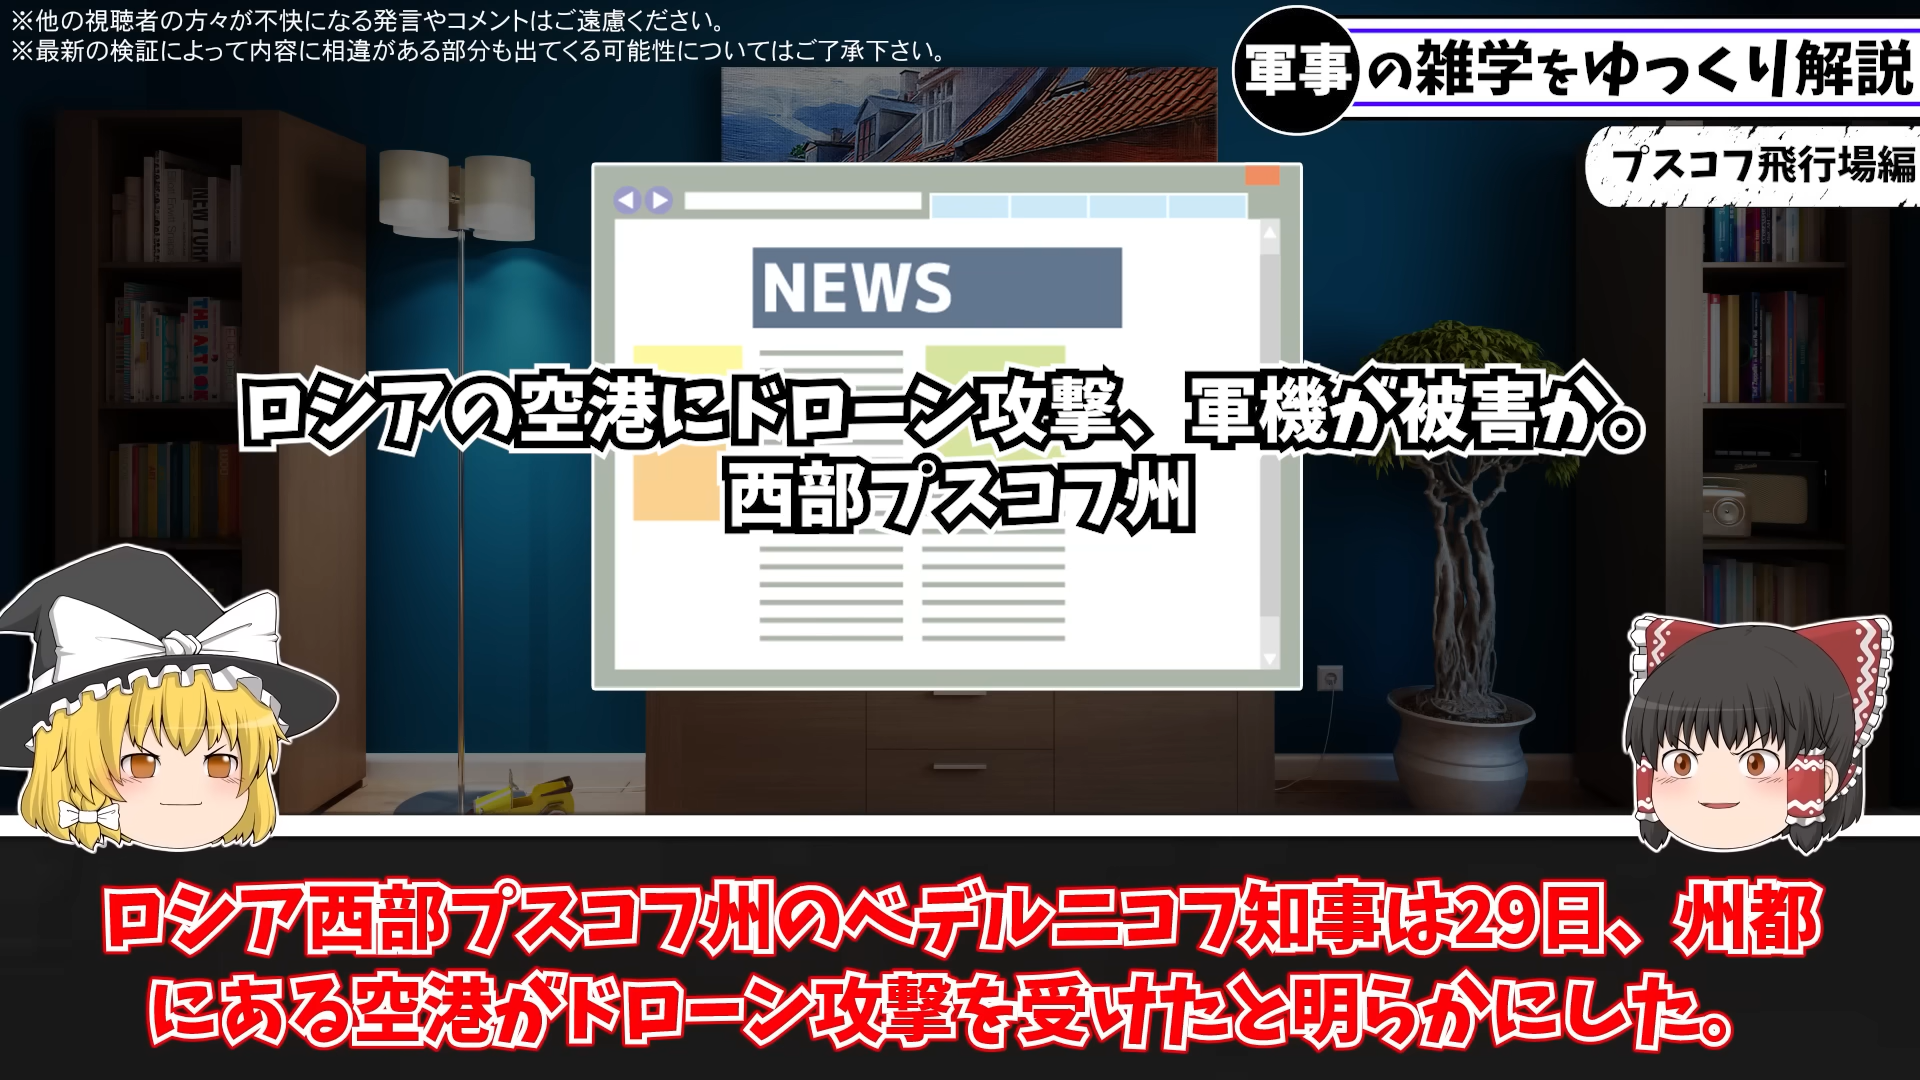 ※他の視聴者の方々が不快になる発言やコメントはご遠慮ください。
※最新の検証によって内容に相違がある部分も出てくる可能性についてはご了承下さい。
軍事の雑学をゆっくり解説
プスコフ飛行場編
NEWS
ロシアの空港にドローン攻撃、軍機が被害か。
西部プスコフ州
ロシア西部プスコフ州のベデルニコフ知事は29日、州都
にある空港がドローン攻撃を受けたと明らかにした。